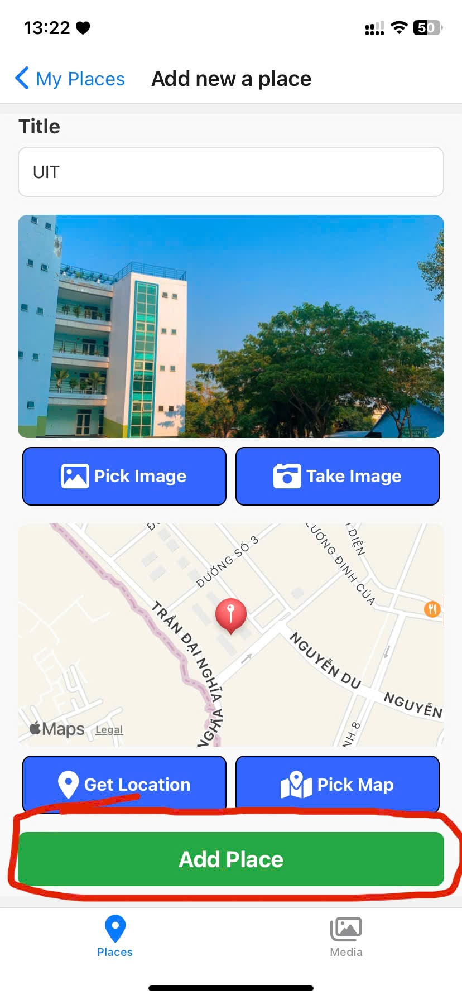 13:22
50
My Places
Add new a place
Title
UIT
Pick Image
Take Image
DIỆN
ĐƯỜNG SỐ 3
LƯƠNG ĐỊNH CỦA
TRẦN ĐẠI NGHĨA
NGUYỄN DU
NGUYỄN
NGHĨA
NH 8
Maps
Legal
Get Location
Pick Map
Add Place
Places
Media